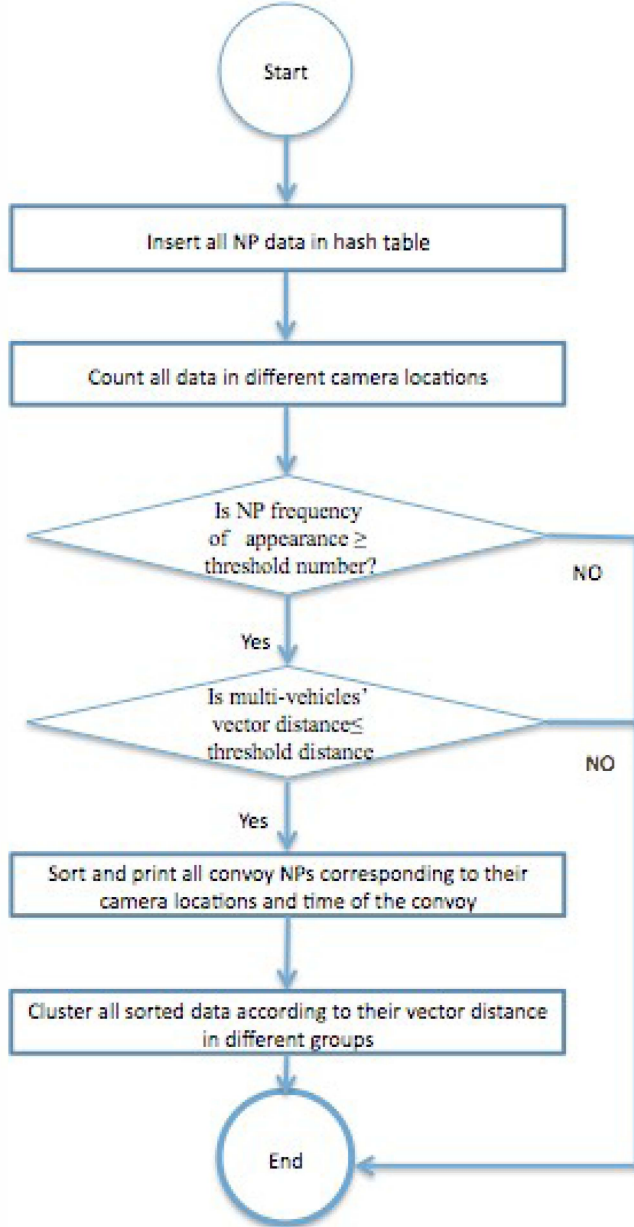 Start
Insert all NP data in hash table
Count all data in different camera locations
Is NP frequency
of appearance ≥
threshold number?
NO
Yes
Is multi-vehicles'
vector distance≤
threshold distance
NO
Yes
Sort and print all convoy NPs corresponding to their
camera locations and time of the convoy
Cluster all sorted data according to their vector distance
in different groups
End